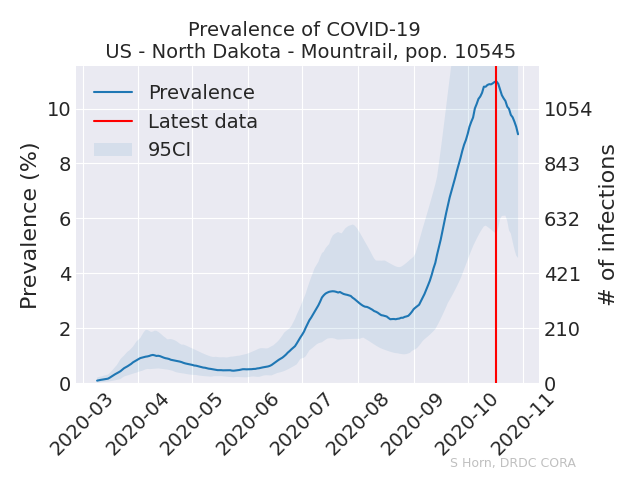 Prevalence of COVID-19
US - North Dakota - Mountrail, pop. 10545
Prevalence
Latest data
95CI
Prevalence (%)
10
8
6
4
2
0
1054
843
632
421
210
0
# of infections
2020-03
2020-04
2020-05
2020-06
2020-07
2020-08
2020-09
2020-10
2020-11
S Horn, DRDC CORA